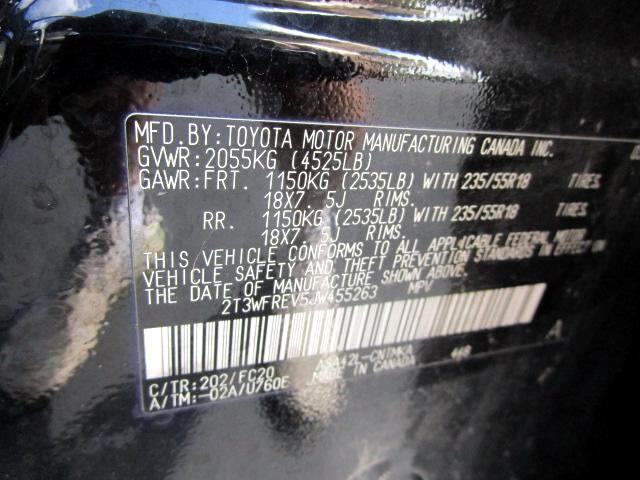 MFD. BY: TOYOTA MOTOR MANUFACTURING CANADA INC.
GVWR: 2055KG (4525LB)
GAWR: FRT. 1150KG (2535LB) WITH 235/55R18 TIRES.
18X7. 5J RIMS.
RR. 1150KG (2535LB) WITH 235/55R18 TIRES.
18X7. 5J RIMS.
THIS VEHICLE CONFORMS TO ALL APPLICABLE FEDERAL MOTOR
VEHICLE SAFETY AND THEFT PREVENTION STANDARDS IN EFFECT ON
THE DATE OF MANUFACTURE SHOWN ABOVE.
2T3WFREV5JW455263 MPV
A
C/TR: 202/FC20 ASA42L-CNTMKA 448
A/TM: -02A/U760E MADE IN CANADA